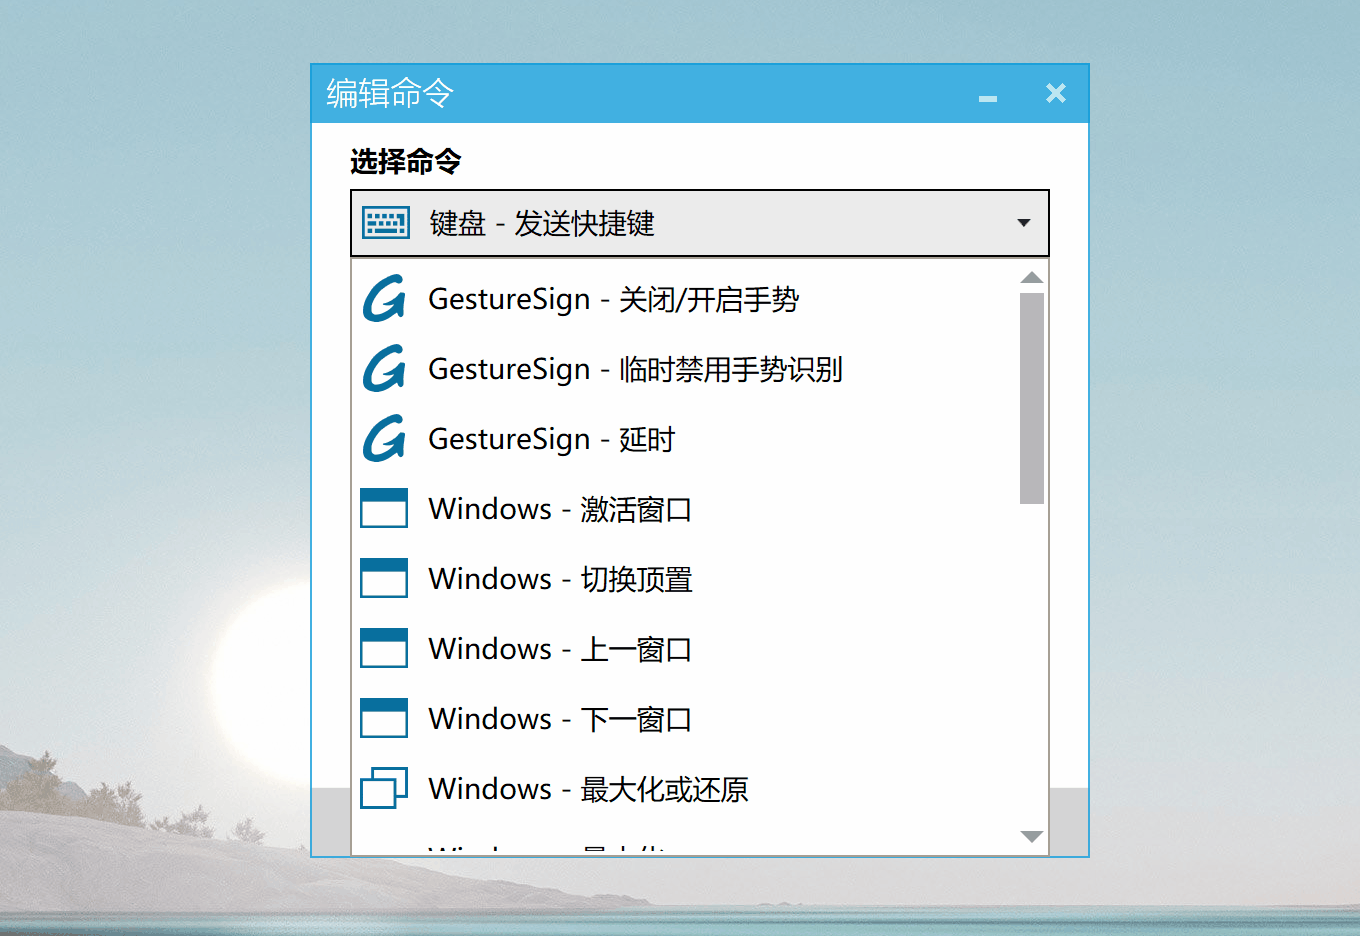 编辑命令
选择命令
键盘 - 发送快捷键
GestureSign - 关闭/开启手势
GestureSign - 临时禁用手势识别
GestureSign - 延时
Windows - 激活窗口
Windows - 切换顶置
Windows - 上一窗口
Windows - 下一窗口
Windows - 最大化或还原